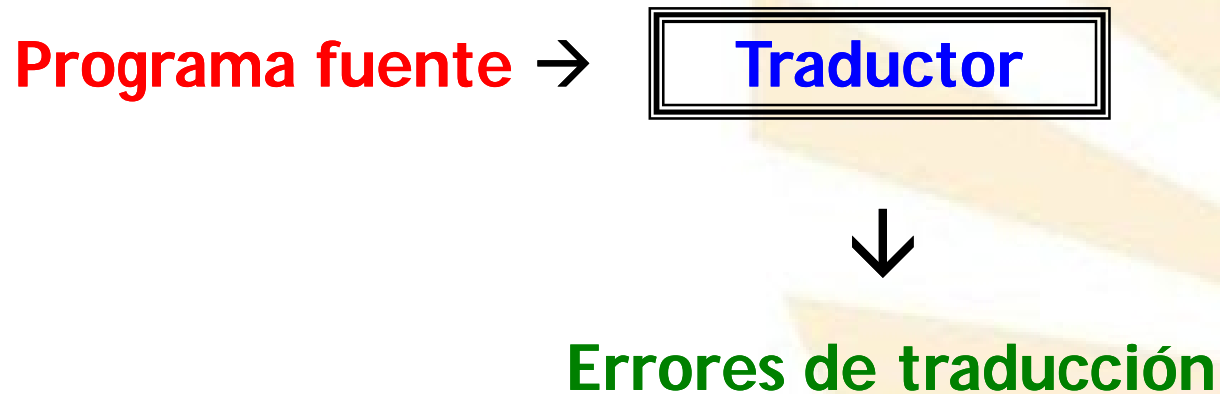 Programa fuente → Traductor
↓
Errores de traducción